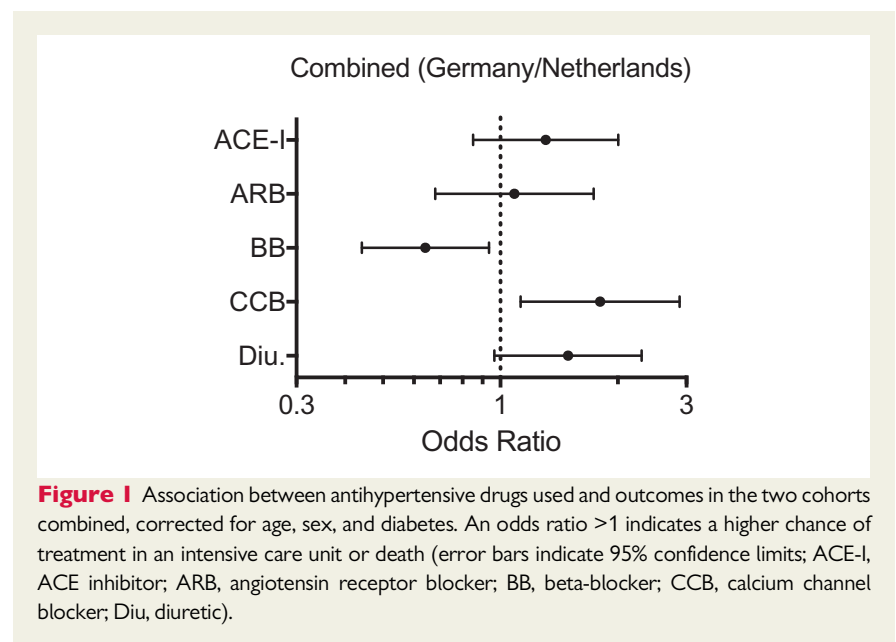 Combined (Germany/Netherlands)
ACE-I
ARB
BB
CCB
Diu.
0.3 1 3
Odds Ratio
Figure 1 Association between antihypertensive drugs used and outcomes in the two cohorts
combined, corrected for age, sex, and diabetes. An odds ratio >1 indicates a higher chance of
treatment in an intensive care unit or death (error bars indicate 95% confidence limits; ACE-I,
ACE inhibitor; ARB, angiotensin receptor blocker; BB, beta-blocker; CCB, calcium channel
blocker; Diu, diuretic).